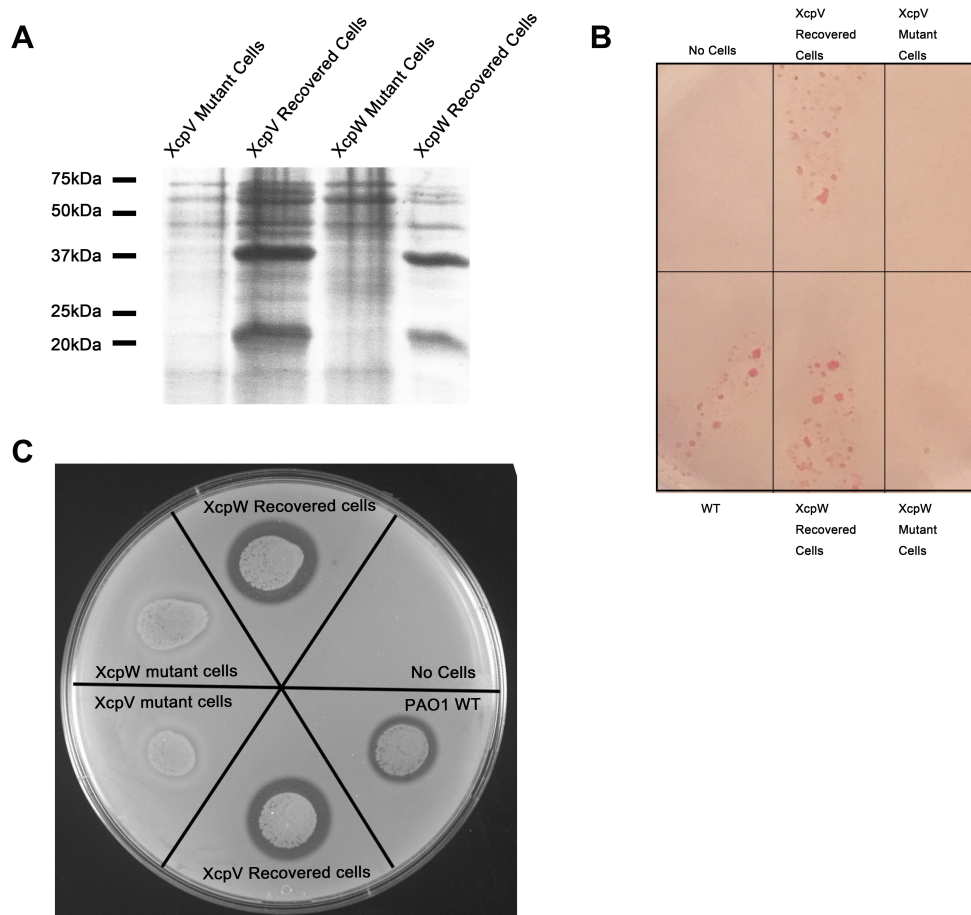 A
XcpV Mutant Cells
XcpV Recovered Cells
XcpW Mutant Cells
XcpW Recovered Cells
75kDa
50kDa
37kDa
25kDa
20kDa
B
No Cells
XcpV
Recovered
Cells
XcpV
Mutant
Cells
WT
XcpW
Recovered
Cells
XcpW
Mutant
Cells
C
XcpW Recovered cells
XcpW mutant cells
No Cells
XcpV mutant cells
PAO1 WT
XcpV Recovered cells